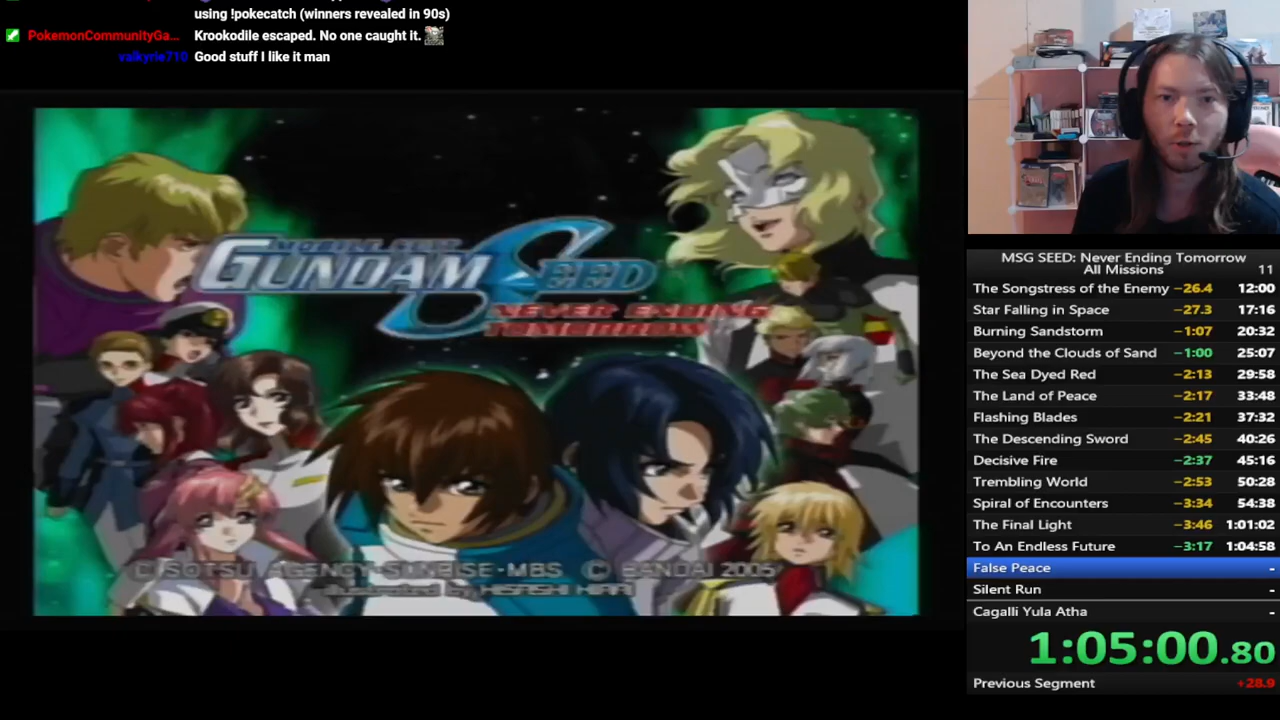 using !pokecatch (winners revealed in 90s)
PokemonCommunityGa... Krookodile escaped. No one caught it.
valkyrie710 Good stuff I like it man
MOBILE SUIT
GUNDAM SEED
NEVER ENDING
TOMORROW
© SOTSU AGENCY·SUNRISE·MBS © BANDAI 2005
illustrated by HISASHI HIRAI
MSG SEED: Never Ending Tomorrow
All Missions 11
The Songstress of the Enemy −26.4 12:00
Star Falling in Space −27.3 17:16
Burning Sandstorm −1:07 20:32
Beyond the Clouds of Sand −1:00 25:07
The Sea Dyed Red −2:13 29:58
The Land of Peace −2:17 33:48
Flashing Blades −2:21 37:32
The Descending Sword −2:45 40:26
Decisive Fire −2:37 45:16
Trembling World −2:53 50:28
Spiral of Encounters −3:34 54:38
The Final Light −3:46 1:01:02
To An Endless Future −3:17 1:04:58
False Peace -
Silent Run -
Cagalli Yula Atha -
1:05:00.80
Previous Segment +28.9